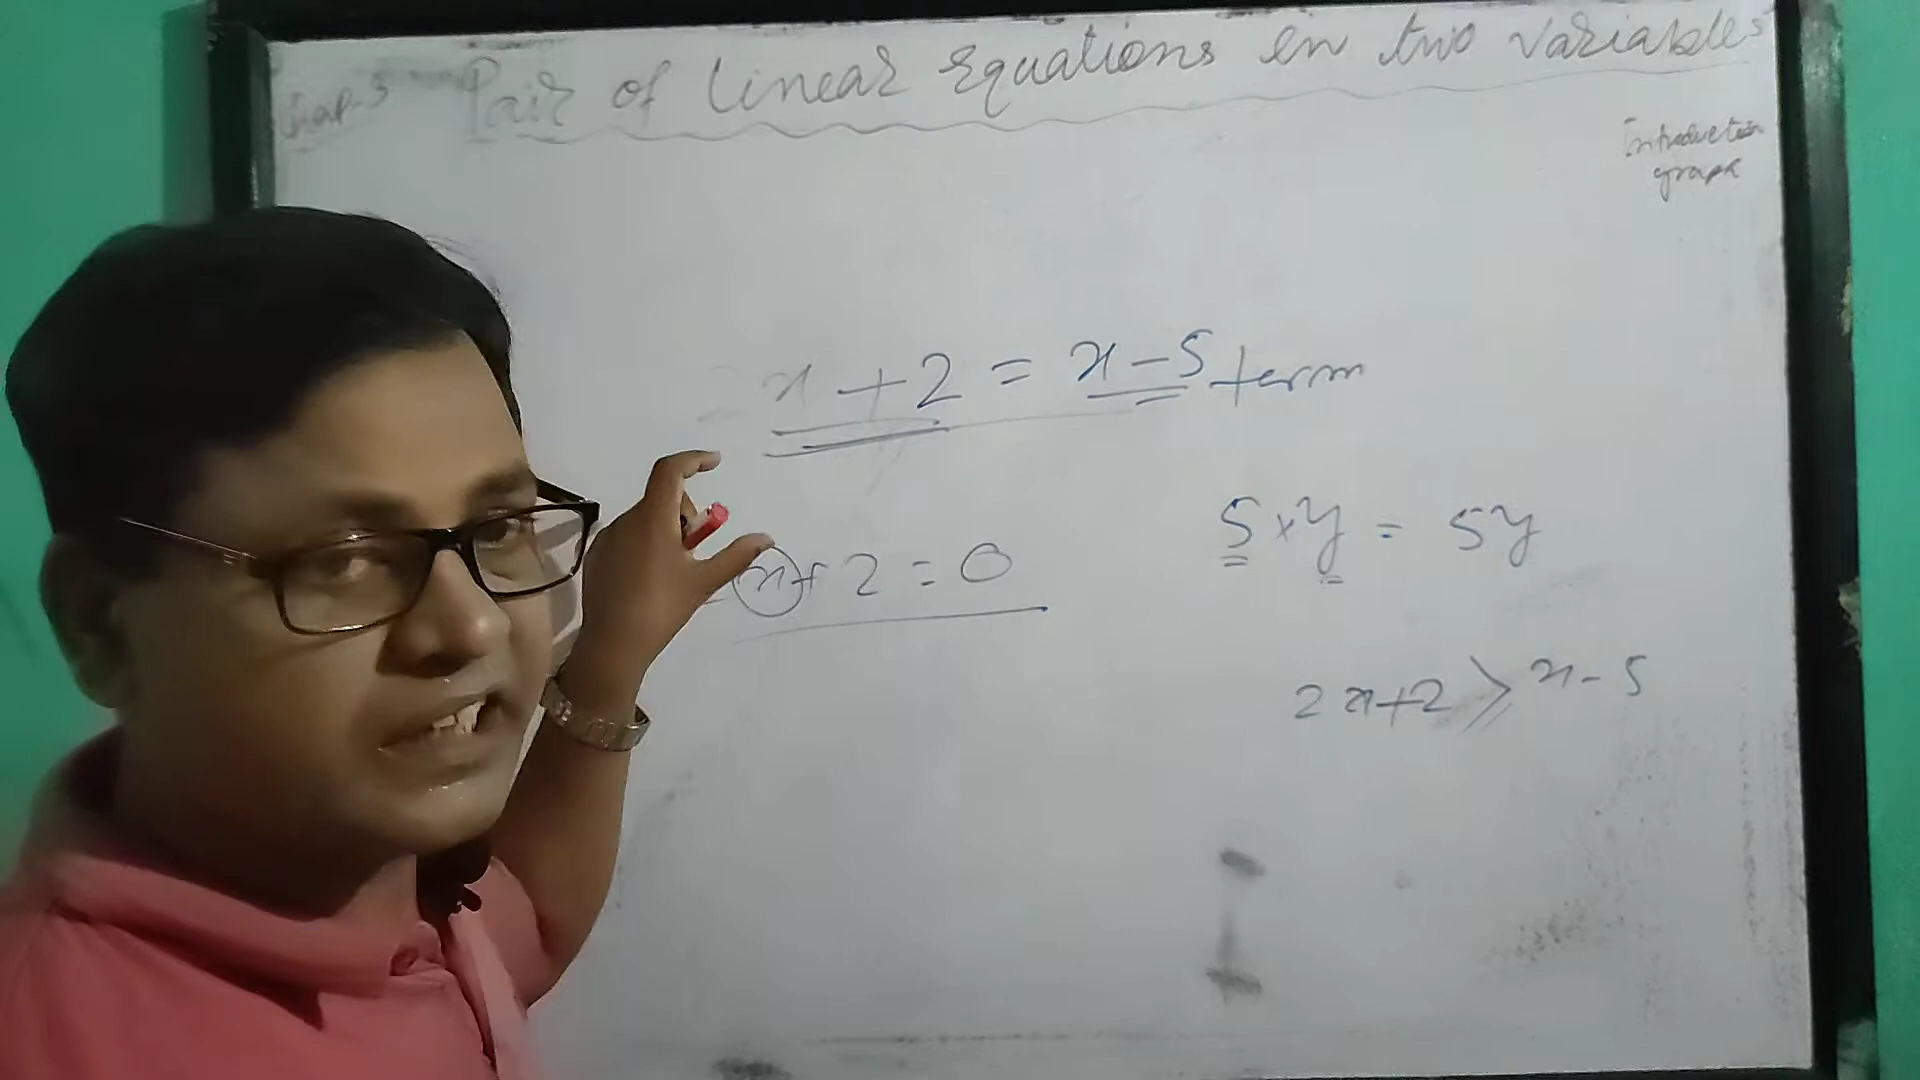 Chap-3 Pair of Linear Equations in two Variables
Introduction
graph
x + 2 = x - 5 term
x + 2 = 0
5 x y = 5y
2x+2 > x - 5